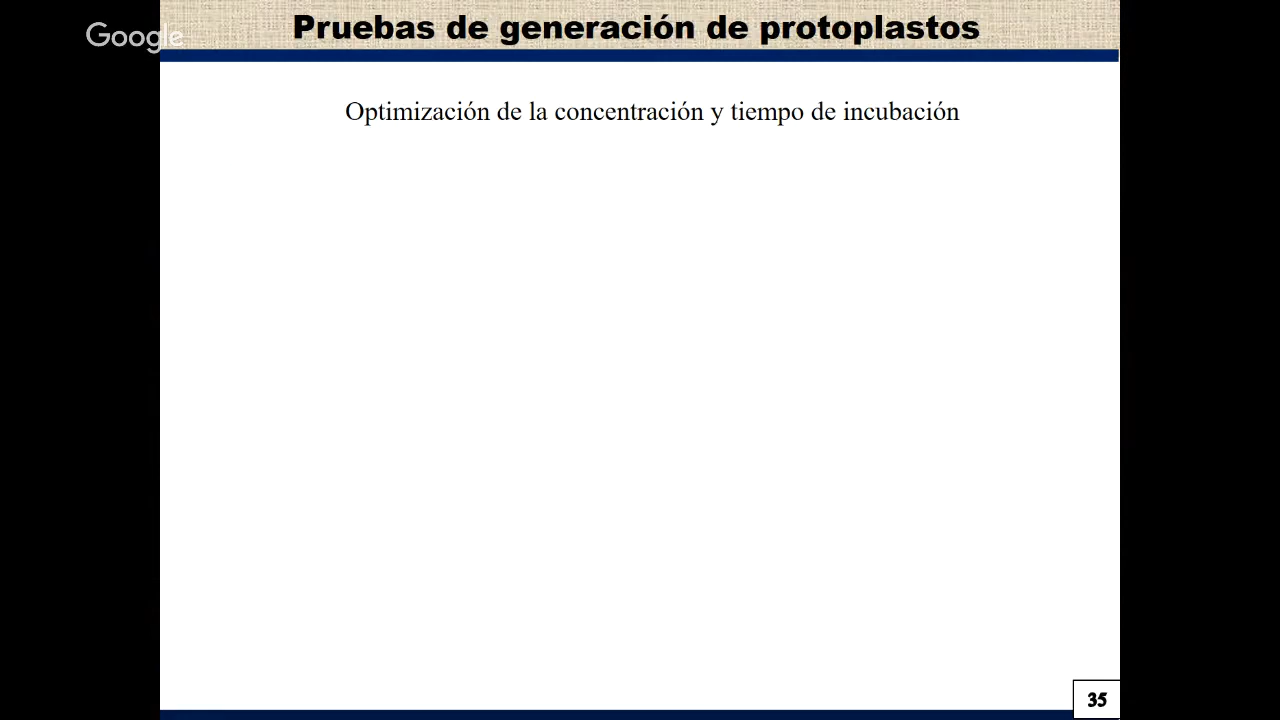 Pruebas de generación de protoplastos
Google
Optimización de la concentración y tiempo de incubación
35